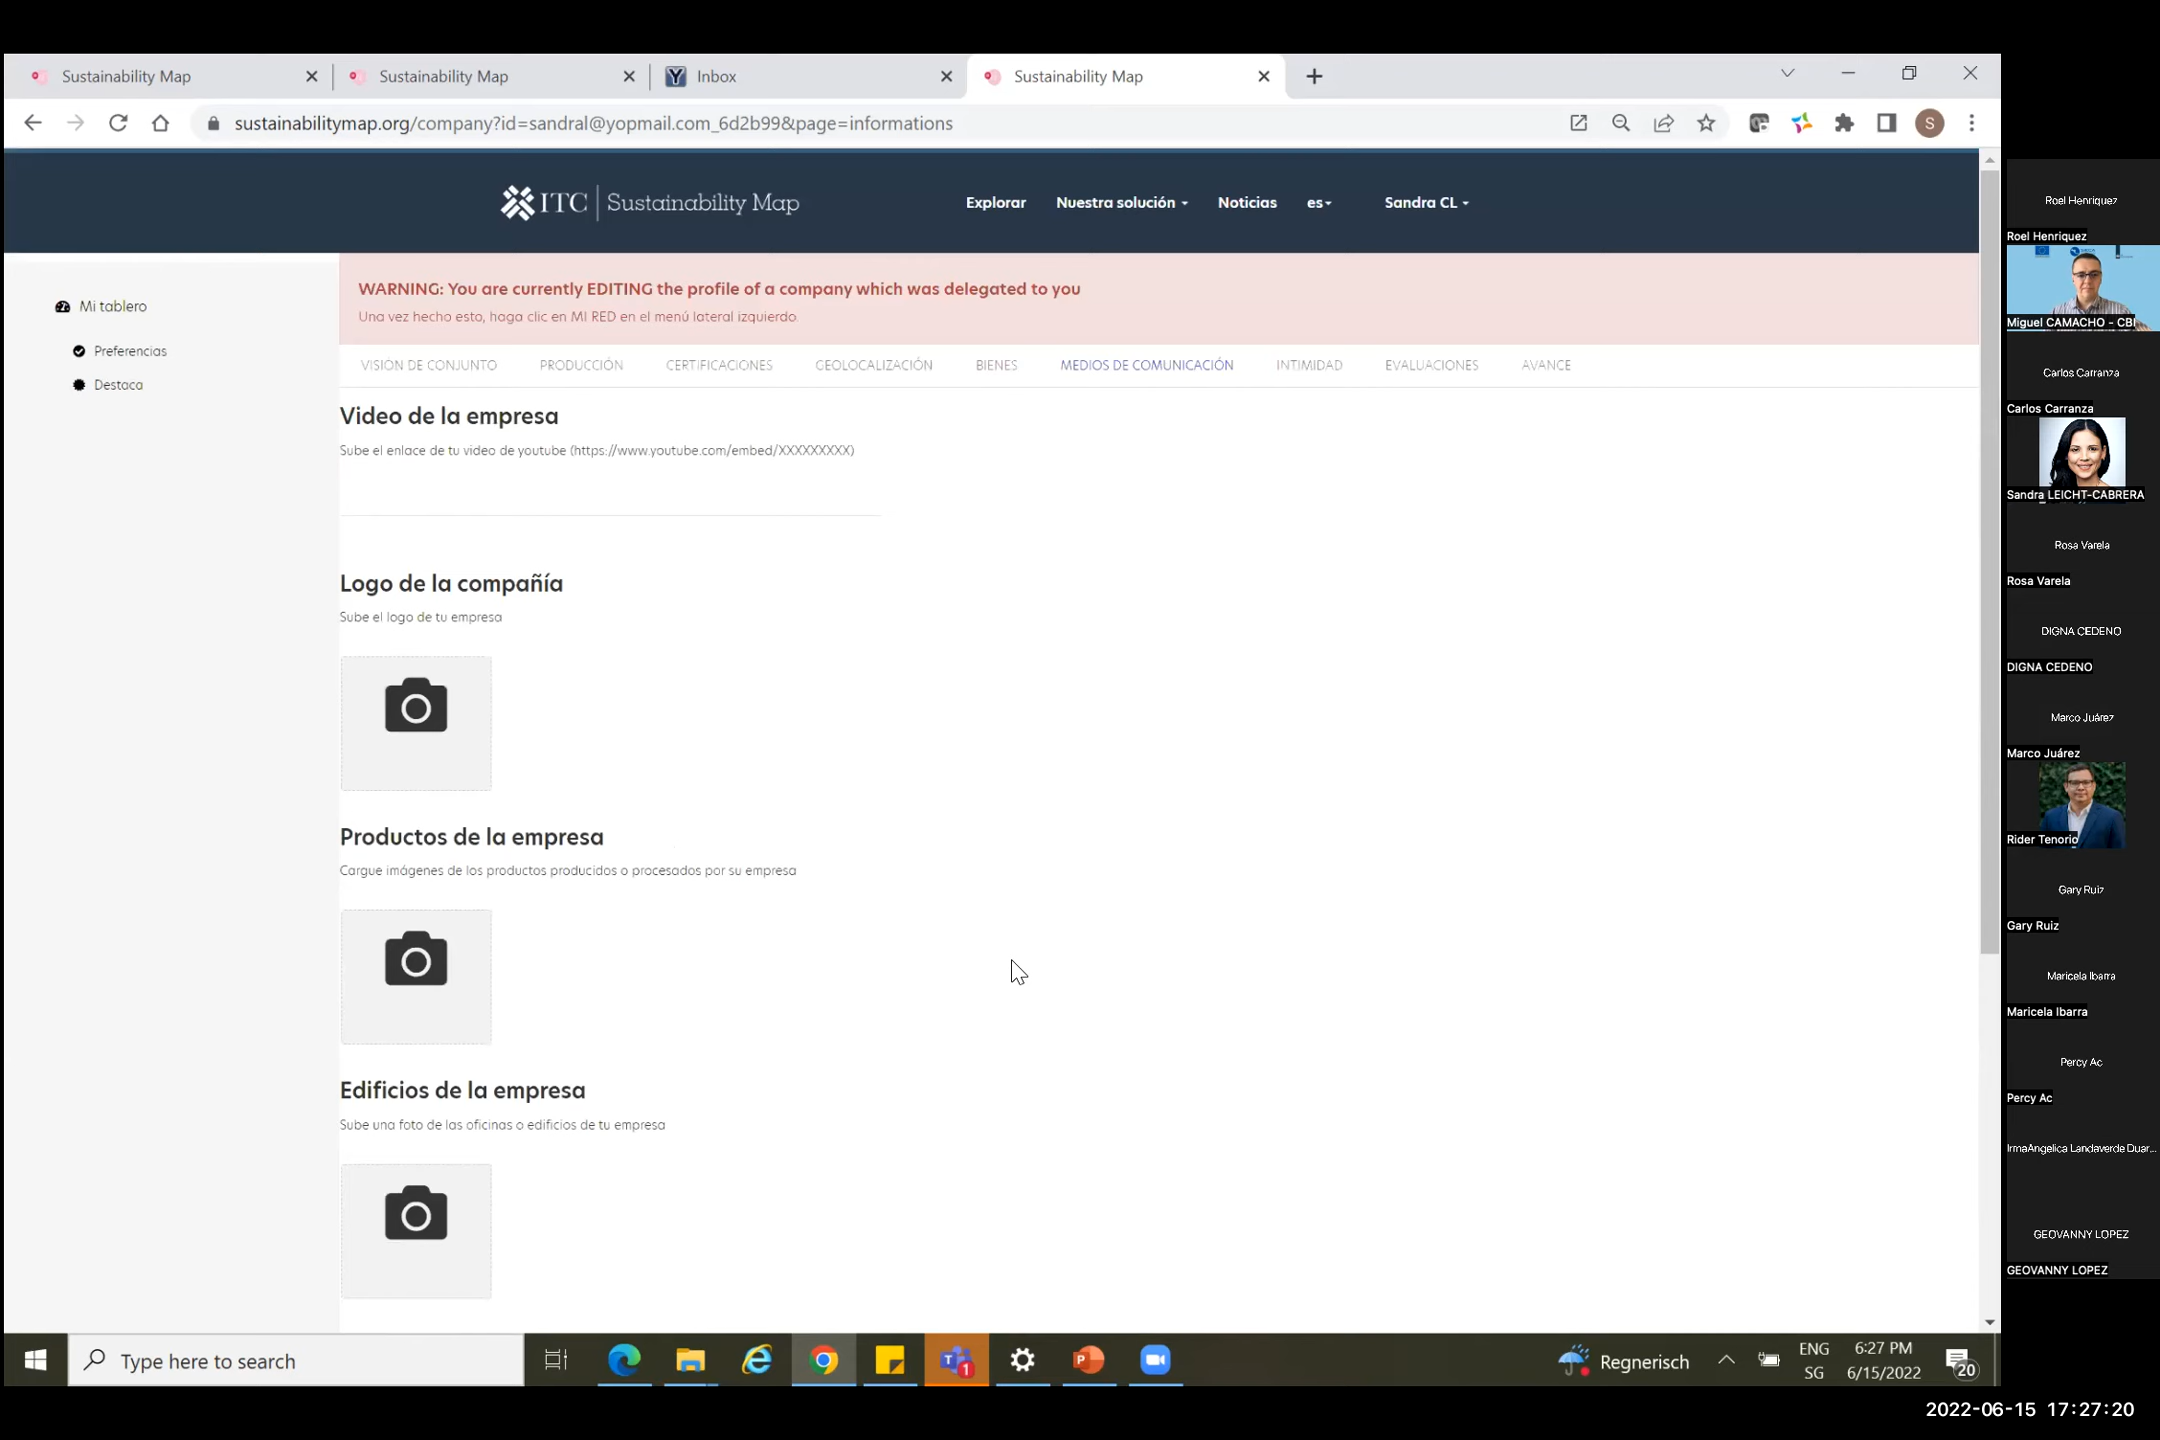 Sustainability Map
Sustainability Map
Inbox
Sustainability Map
sustainabilitymap.org/company?id=sandral@yopmail.com_6d2b99&page=informations
S
ITC | Sustainability Map
Explorar
Nuestra solución
Noticias
es
Sandra CL
Mi tablero
Preferencias
Destaca
WARNING: You are currently EDITING the profile of a company which was delegated to you
Una vez hecho esto, haga clic en MI RED en el menú lateral izquierdo.
VISIÓN DE CONJUNTO
PRODUCCIÓN
CERTIFICACIONES
GEOLOCALIZACIÓN
BIENES
MEDIOS DE COMUNICACIÓN
INTIMIDAD
EVALUACIONES
AVANCE
Video de la empresa
Sube el enlace de tu video de youtube (https://www.youtube.com/embed/XXXXXXXXX)
Logo de la compañía
Sube el logo de tu empresa
Productos de la empresa
Cargue imágenes de los productos producidos o procesados por su empresa
Edificios de la empresa
Sube una foto de las oficinas o edificios de tu empresa
Roel Henriquez
Roel Henriquez
Miguel CAMACHO - CBI
Carlos Carranza
Carlos Carranza
Sandra LEICHT-CABRERA
Rosa Varela
Rosa Varela
DIGNA CEDENO
DIGNA CEDENO
Marco Juárez
Marco Juárez
Rider Tenorio
Gary Ruiz
Gary Ruiz
Maricela Ibarra
Maricela Ibarra
Percy Ac
Percy Ac
IrmaAngelica Landaverde Duar...
GEOVANNY LOPEZ
GEOVANNY LOPEZ
Type here to search
1
Regnerisch
ENG
SG
6:27 PM
6/15/2022
20
2022-06-15 17:27:20